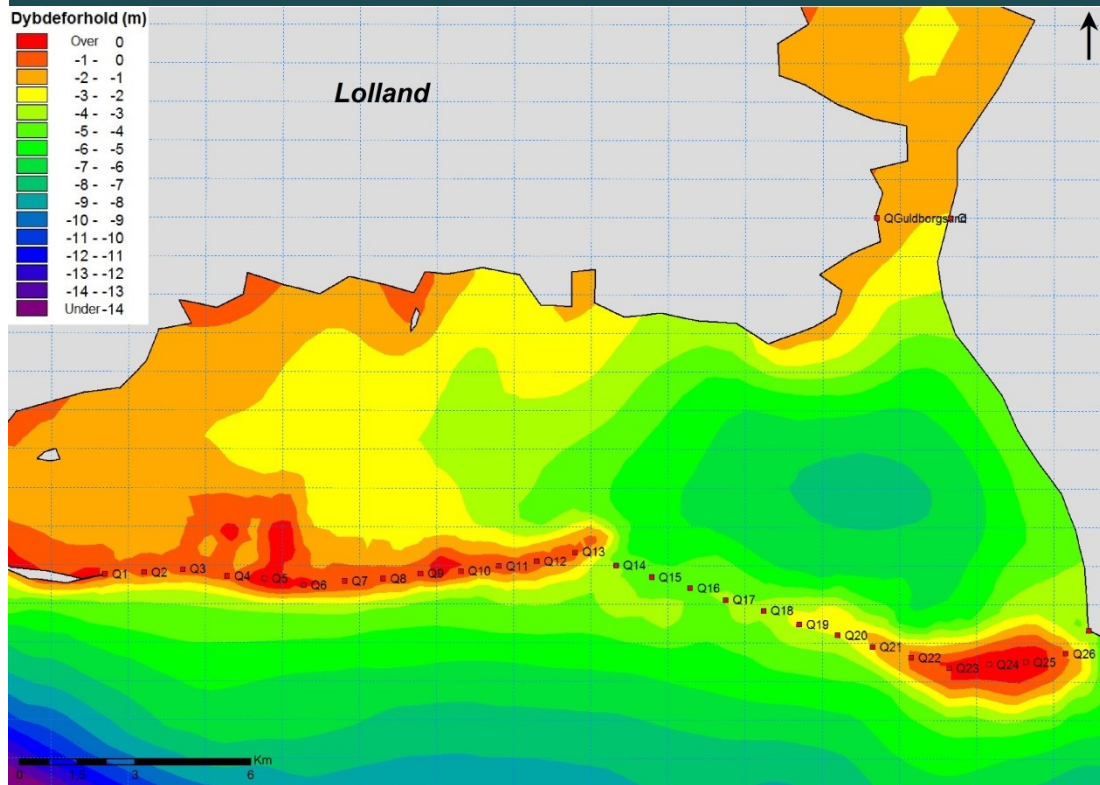 Dybdeforhold (m)
Over 0
-1 - 0
-2 - -1
-3 - -2
-4 - -3
-5 - -4
-6 - -5
-7 - -6
-8 - -7
-9 - -8
-10 - -9
-11 - -10
-12 - -11
-13 - -12
-14 - -13
Under -14
Lolland
QGuldborgsund
Q1
Q2
Q3
Q4
Q5
Q6
Q7
Q8
Q9
Q10
Q11
Q12
Q13
Q14
Q15
Q16
Q17
Q18
Q19
Q20
Q21
Q22
Q23
Q24
Q25
Q26
Km
0 1,5 3 6